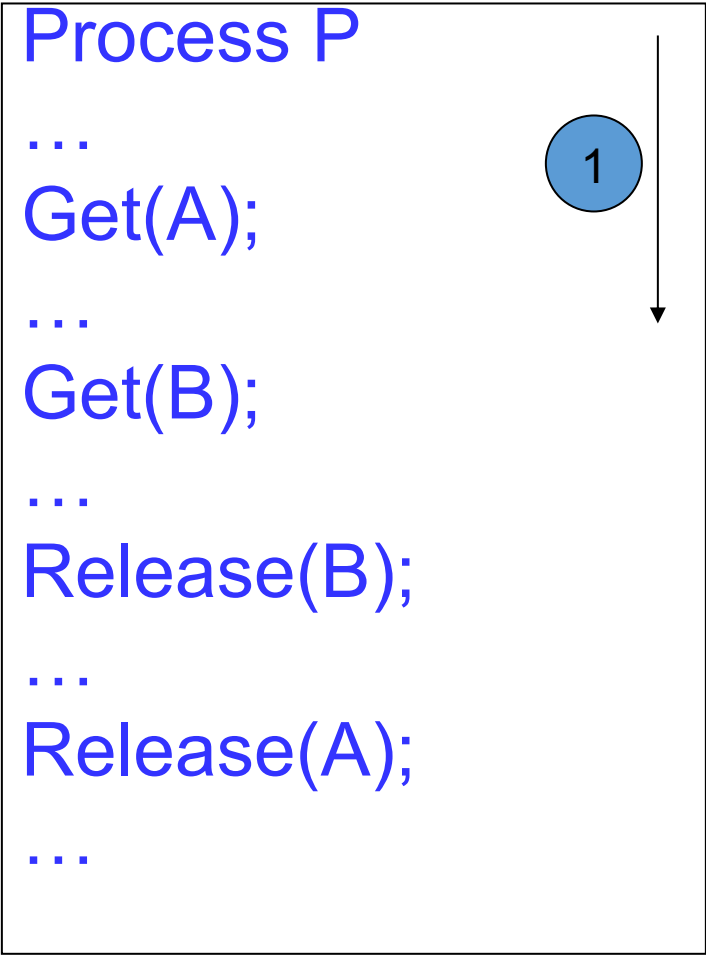 Process P
…
1
Get(A);
…
Get(B);
…
Release(B);
…
Release(A);
…